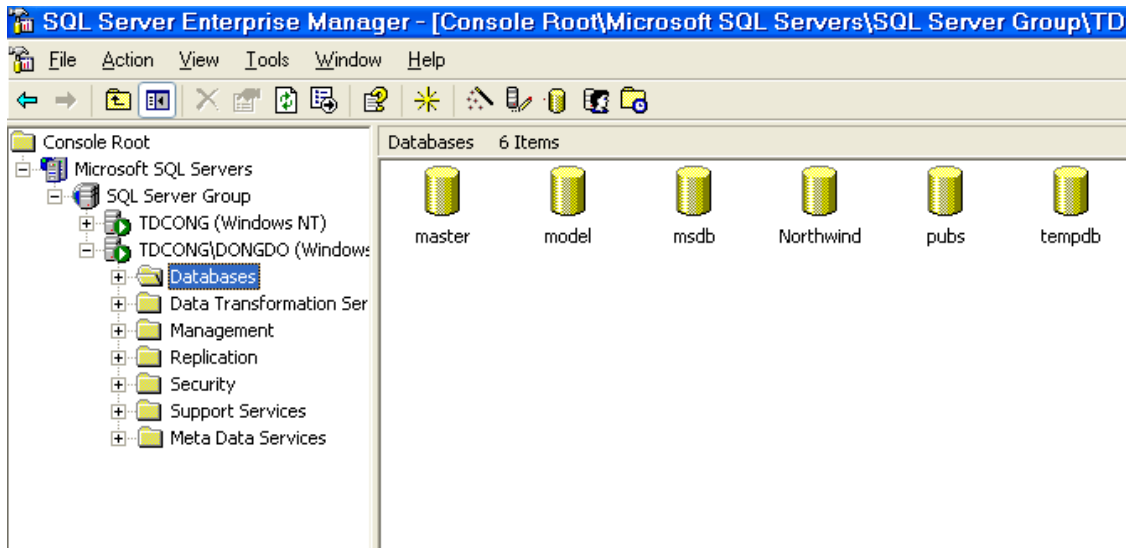 SQL Server Enterprise Manager - [Console Root\Microsoft SQL Servers\SQL Server Group\TD
File Action View Tools Window Help
Console Root
Microsoft SQL Servers
SQL Server Group
TDCONG (Windows NT)
TDCONG\DONGDO (Windows
Databases
Data Transformation Ser
Management
Replication
Security
Support Services
Meta Data Services
Databases 6 Items
master model msdb Northwind pubs tempdb